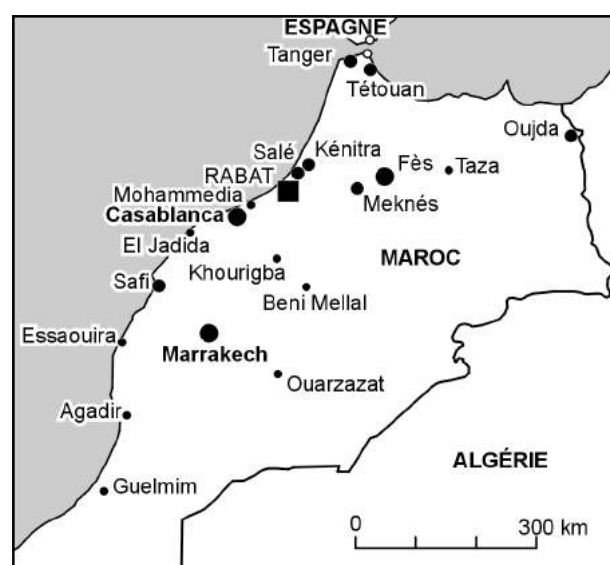 ESPAGNE
Tanger
Tétouan
Oujda
Salé
Kénitra
RABAT
Fès
Taza
Mohammedia
Meknés
Casablanca
El Jadida
MAROC
Khourigba
Safi
Beni Mellal
Essaouira
Marrakech
Ouarzazat
Agadir
ALGÉRIE
Guelmim
0
300 km